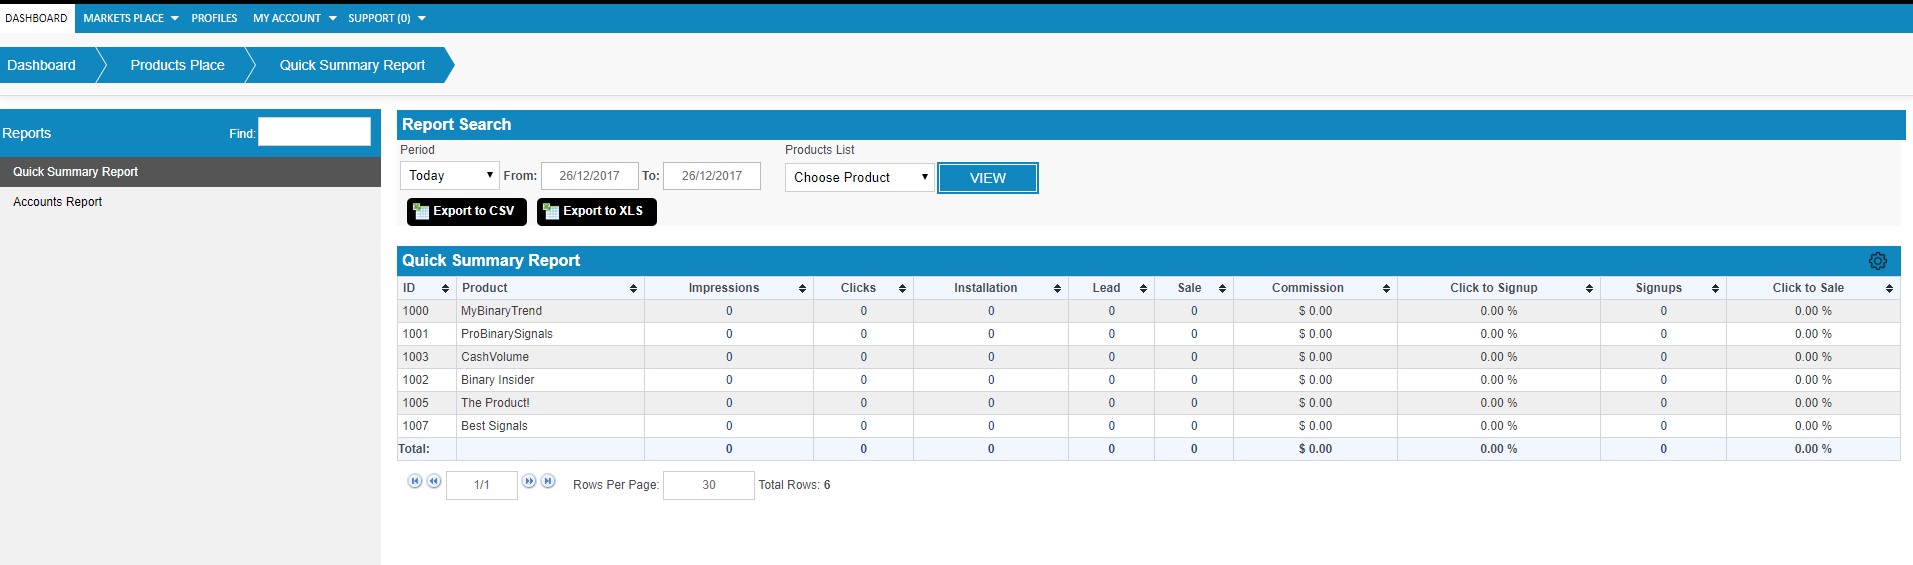 DASHBOARD MARKETS PLACE PROFILES MY ACCOUNT SUPPORT (0)
Dashboard Products Place Quick Summary Report
Reports Find:
Quick Summary Report
Accounts Report
Report Search
Period Products List
Today From: 26/12/2017 To: 26/12/2017 Choose Product VIEW
Export to CSV Export to XLS
Quick Summary Report
ID Product Impressions Clicks Installation Lead Sale Commission Click to Signup Signups Click to Sale
1000 MyBinaryTrend 0 0 0 0 0 $ 0.00 0.00 % 0 0.00 %
1001 ProBinarySignals 0 0 0 0 0 $ 0.00 0.00 % 0 0.00 %
1003 CashVolume 0 0 0 0 0 $ 0.00 0.00 % 0 0.00 %
1002 Binary Insider 0 0 0 0 0 $ 0.00 0.00 % 0 0.00 %
1005 The Product! 0 0 0 0 0 $ 0.00 0.00 % 0 0.00 %
1007 Best Signals 0 0 0 0 0 $ 0.00 0.00 % 0 0.00 %
Total: 0 0 0 0 0 $ 0.00 0.00 % 0 0.00 %
1/1 Rows Per Page: 30 Total Rows: 6